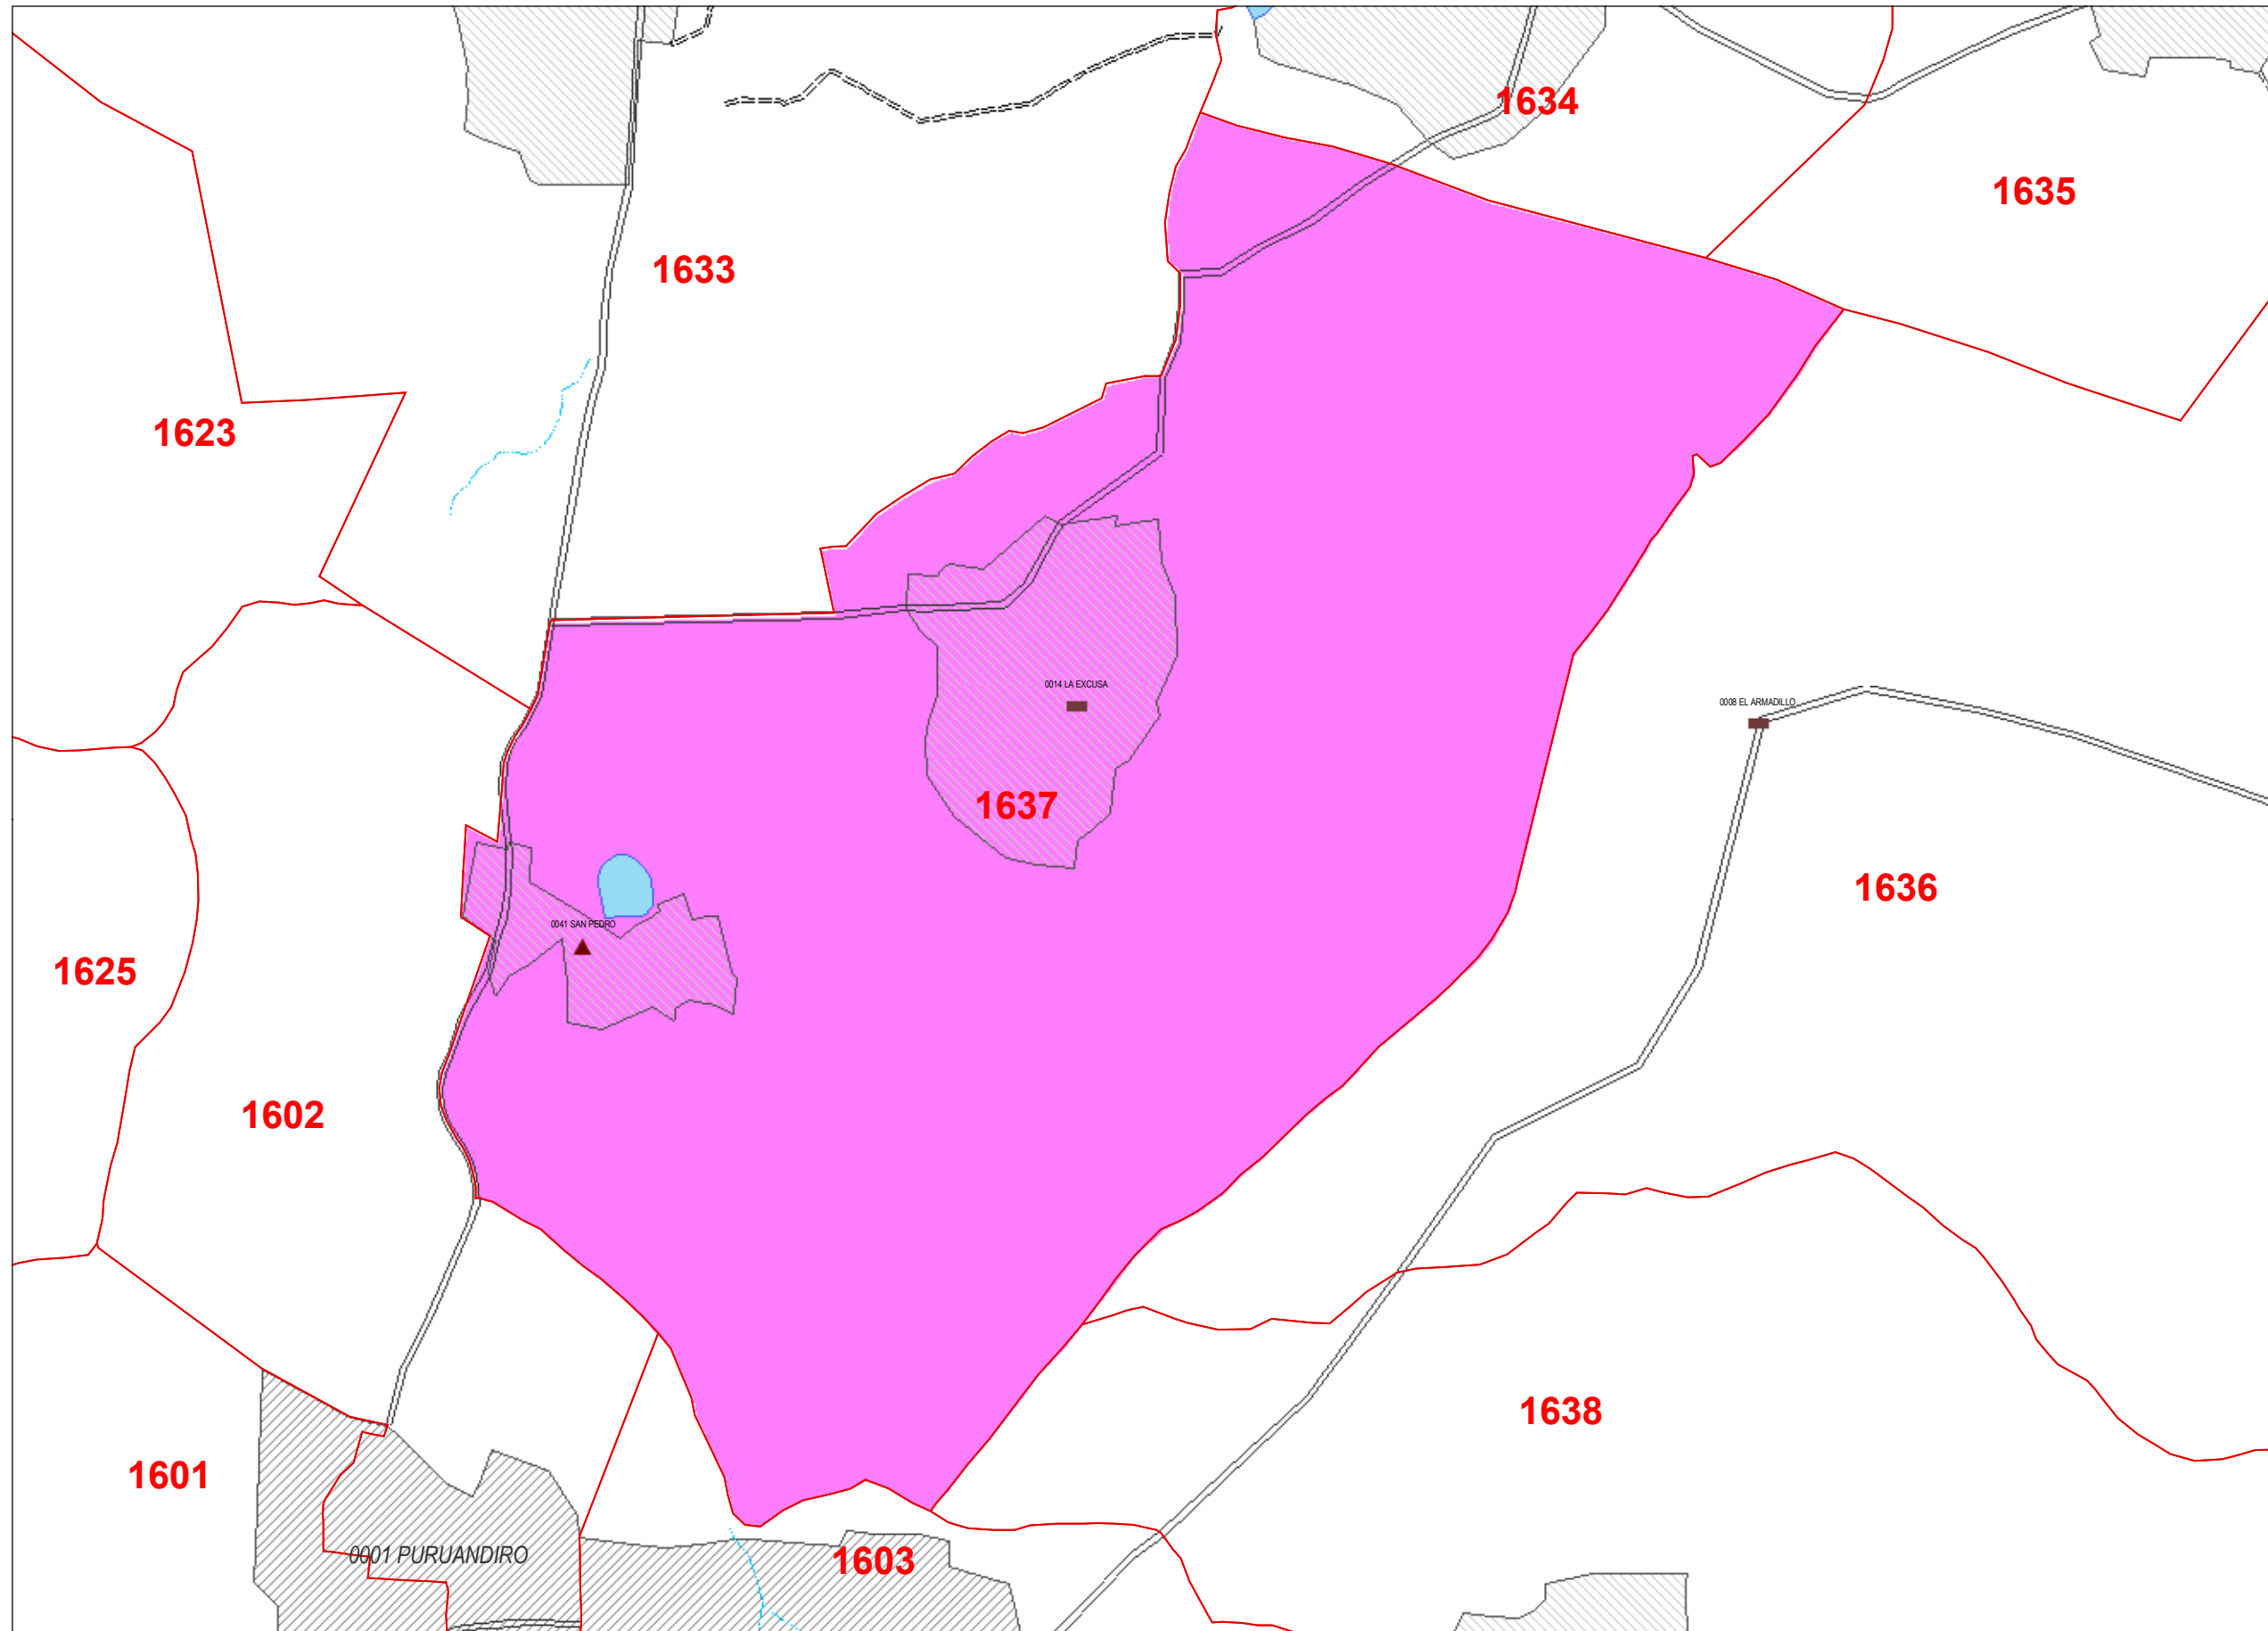 1634
1635
1633
1623
0014 LA EXCUSA
0008 EL ARMADILLO
1637
1636
0041 SAN PEDRO
1625
1602
1638
1601
0001 PURUANDIRO
1603